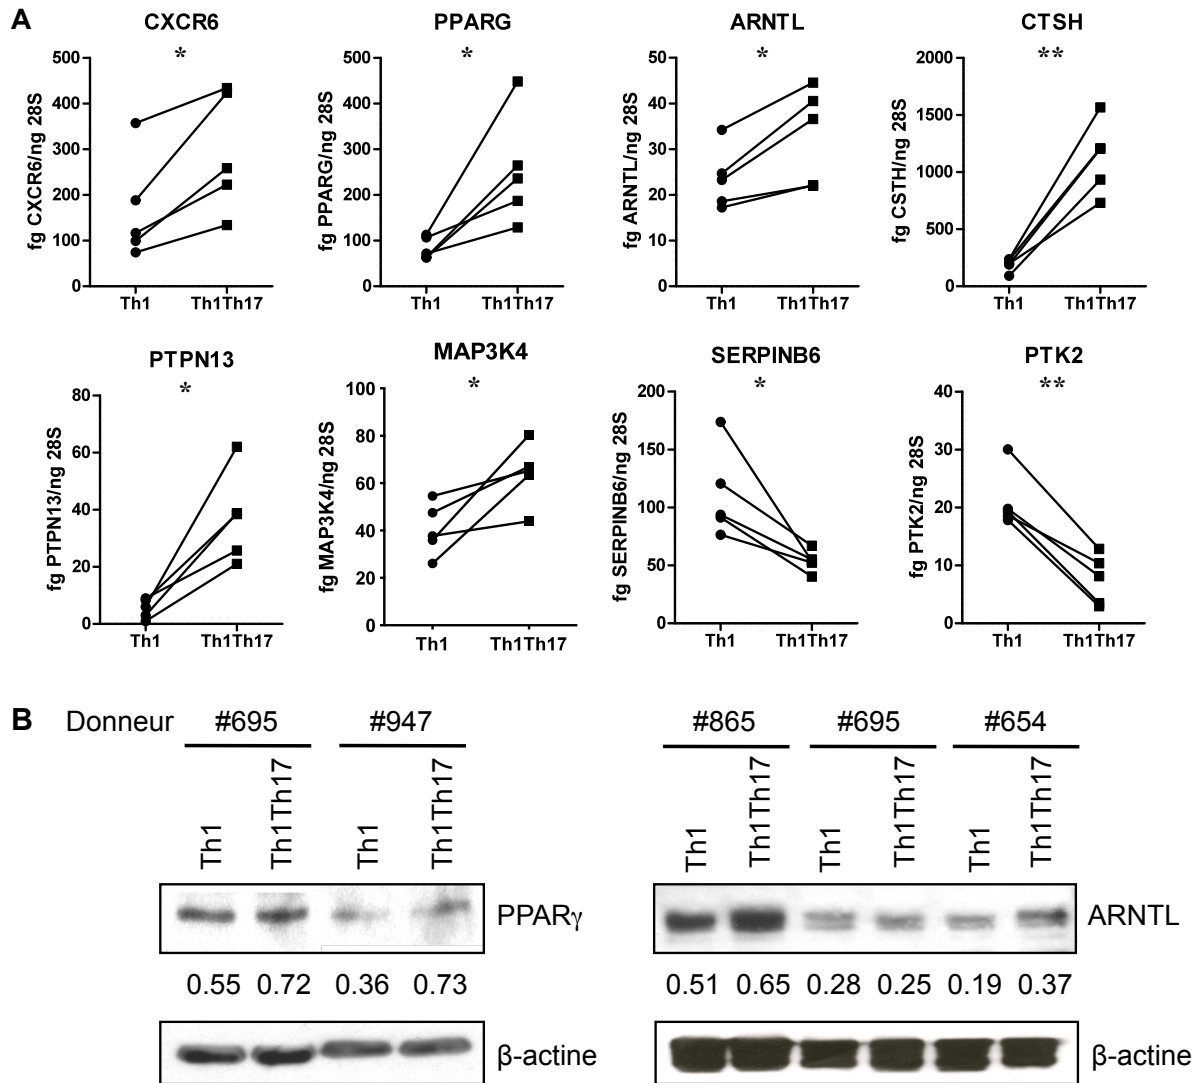 A
CXCR6 PPARG ARNTL CTSH
* * * **
fg CXCR6/ng 28S
500
400
300
200
100
0
Th1 Th1Th17
fg PPARG/ng 28S
500
400
300
200
100
0
Th1 Th1Th17
fg ARNTL/ng 28S
50
40
30
20
10
0
Th1 Th1Th17
fg CSTH/ng 28S
2000
1500
1000
500
0
Th1 Th1Th17
PTPN13 MAP3K4 SERPINB6 PTK2
* * * **
fg PTPN13/ng 28S
80
60
40
20
0
Th1 Th1Th17
fg MAP3K4/ng 28S
100
80
60
40
20
0
Th1 Th1Th17
fg SERPINB6/ng 28S
200
150
100
50
0
Th1 Th1Th17
fg PTK2/ng 28S
40
30
20
10
0
Th1 Th1Th17
B
Donneur #695 #947
Th1 Th1Th17 Th1 Th1Th17
PPARγ
0.55 0.72 0.36 0.73
β-actine
#865 #695 #654
Th1 Th1Th17 Th1 Th1Th17 Th1 Th1Th17
ARNTL
0.51 0.65 0.28 0.25 0.19 0.37
β-actine